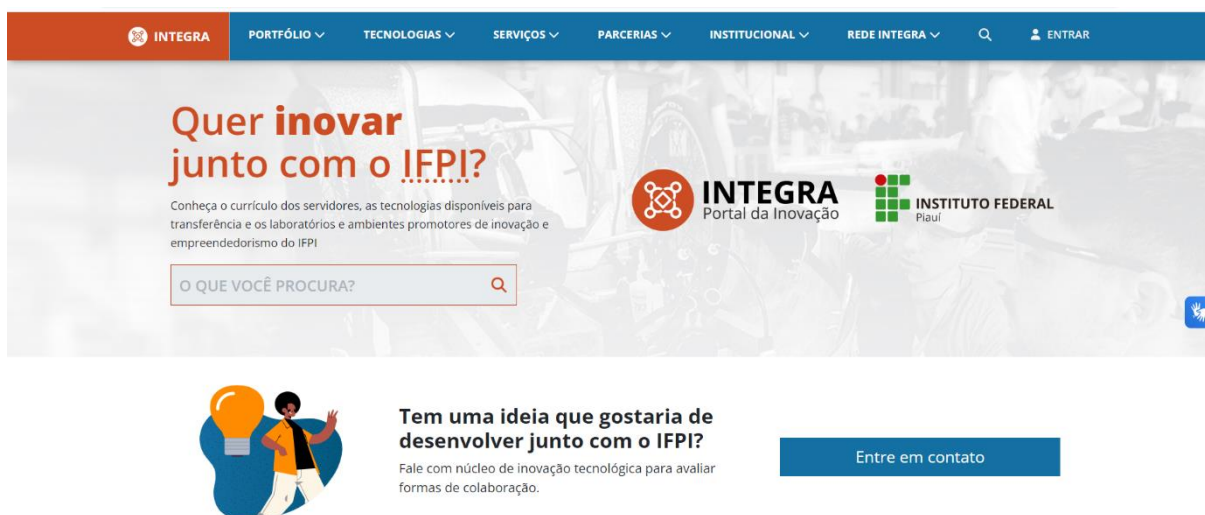 INTEGRA
PORTFÓLIO
TECNOLOGIAS
SERVIÇOS
PARCERIAS
INSTITUCIONAL
REDE INTEGRA
ENTRAR
Quer inovar
junto com o IFPI?
Conheça o currículo dos servidores, as tecnologias disponíveis para
transferência e os laboratórios e ambientes promotores de inovação e
empreendedorismo do IFPI
O QUE VOCÊ PROCURA?
INTEGRA
Portal da Inovação
INSTITUTO FEDERAL
Piauí
Tem uma ideia que gostaria de
desenvolver junto com o IFPI?
Fale com núcleo de inovação tecnológica para avaliar
formas de colaboração.
Entre em contato